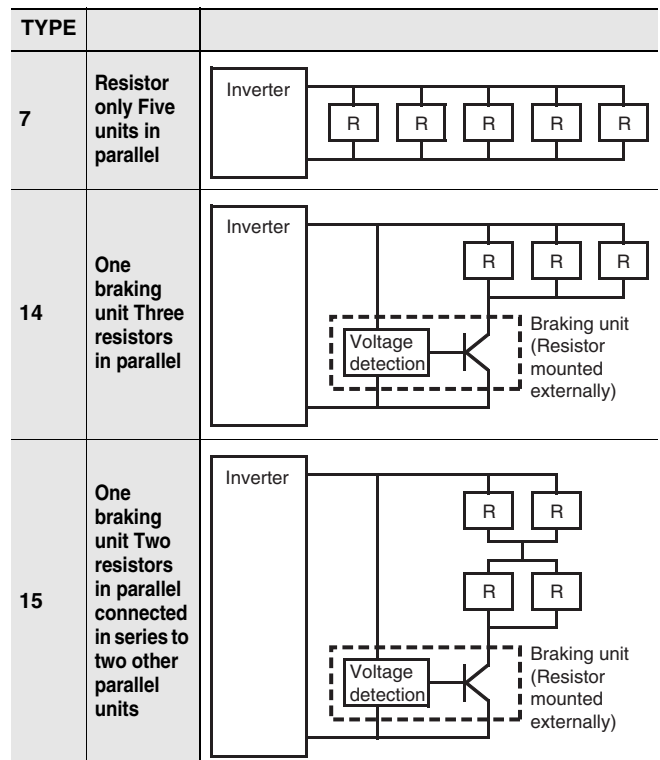 TYPE
7
Resistor
only Five
units in
parallel
Inverter
R R R R R
14
One
braking
unit Three
resistors
in parallel
Inverter
R R R
Voltage
detection
Braking unit
(Resistor
mounted
externally)
15
One
braking
unit Two
resistors
in parallel
connected
in series to
two other
parallel
units
Inverter
R R
R R
Voltage
detection
Braking unit
(Resistor
mounted
externally)